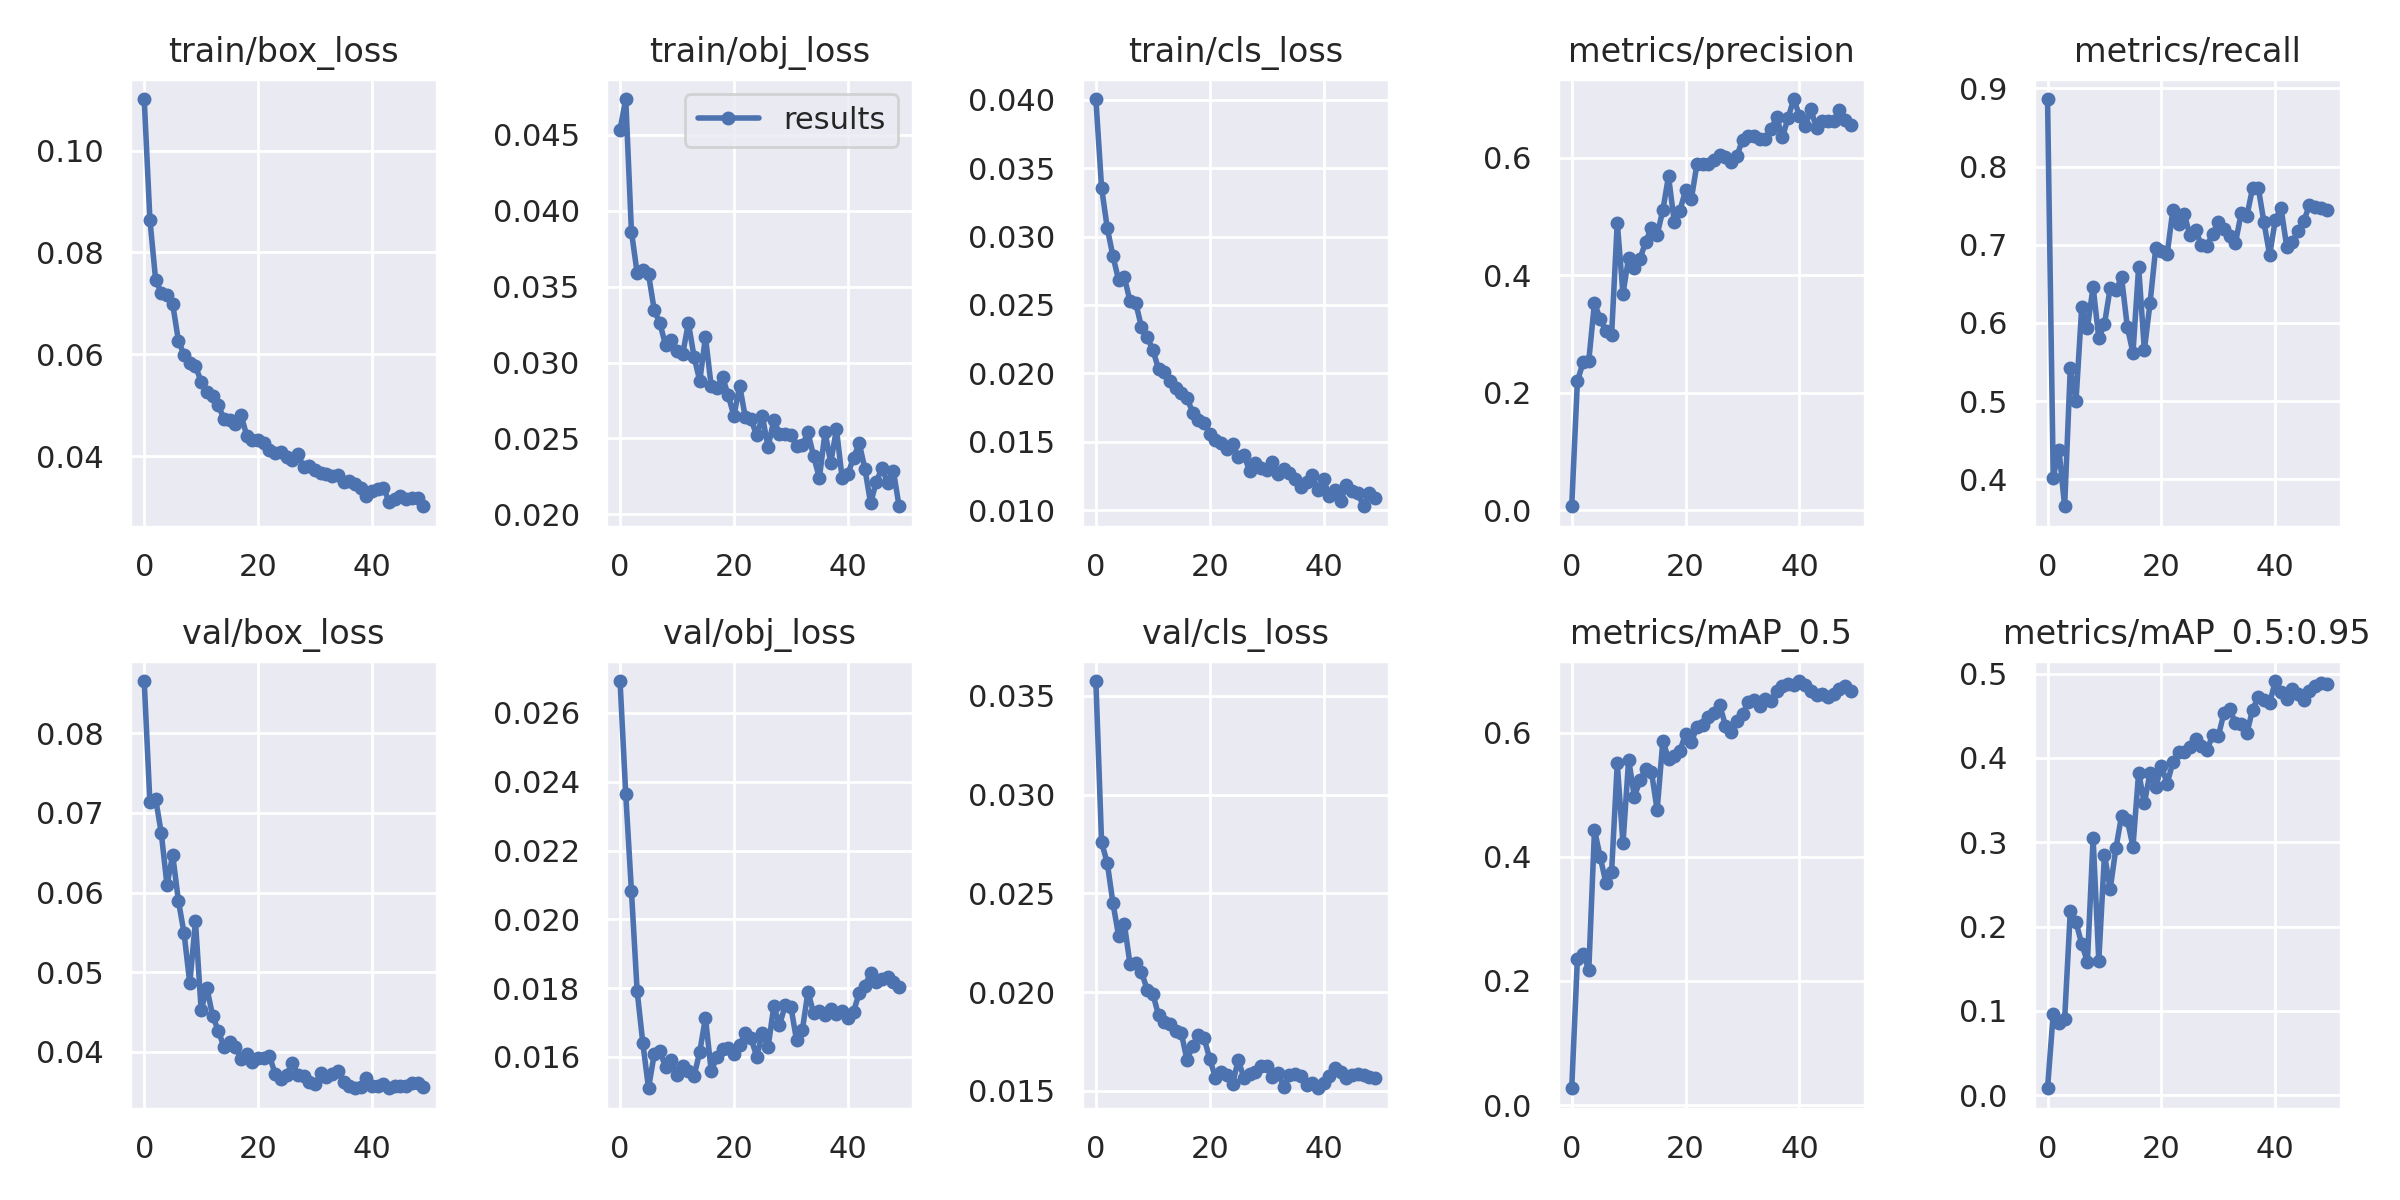 train/box_loss
0.10
0.08
0.06
0.04
0 20 40
train/obj_loss
results
0.045
0.040
0.035
0.030
0.025
0.020
0 20 40
train/cls_loss
0.040
0.035
0.030
0.025
0.020
0.015
0.010
0 20 40
metrics/precision
0.6
0.4
0.2
0.0
0 20 40
metrics/recall
0.9
0.8
0.7
0.6
0.5
0.4
0 20 40
val/box_loss
0.08
0.07
0.06
0.05
0.04
0 20 40
val/obj_loss
0.026
0.024
0.022
0.020
0.018
0.016
0 20 40
val/cls_loss
0.035
0.030
0.025
0.020
0.015
0 20 40
metrics/mAP_0.5
0.6
0.4
0.2
0.0
0 20 40
metrics/mAP_0.5:0.95
0.5
0.4
0.3
0.2
0.1
0.0
0 20 40